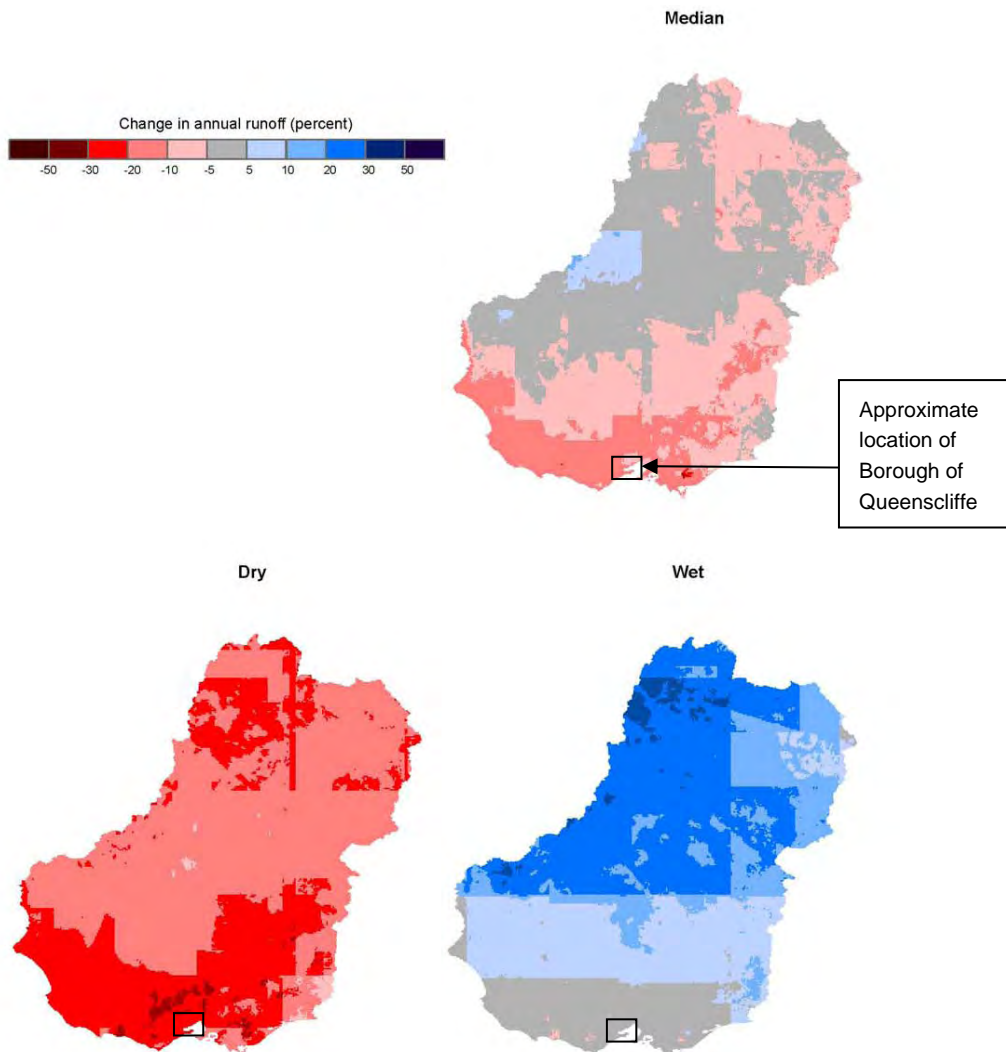 Median
Change in annual runoff (percent)
-50 -30 -20 -10 -5 5 10 20 30 50
Approximate
location of
Borough of
Queenscliffe
Dry
Wet